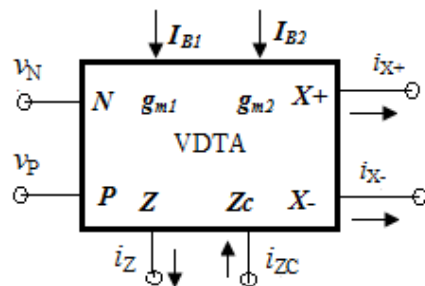 I_B1 I_B2
v_N i_X+
N g_m1 g_m2 X+
VDTA
v_P i_X-
P Z Zc X-
i_Z i_ZC